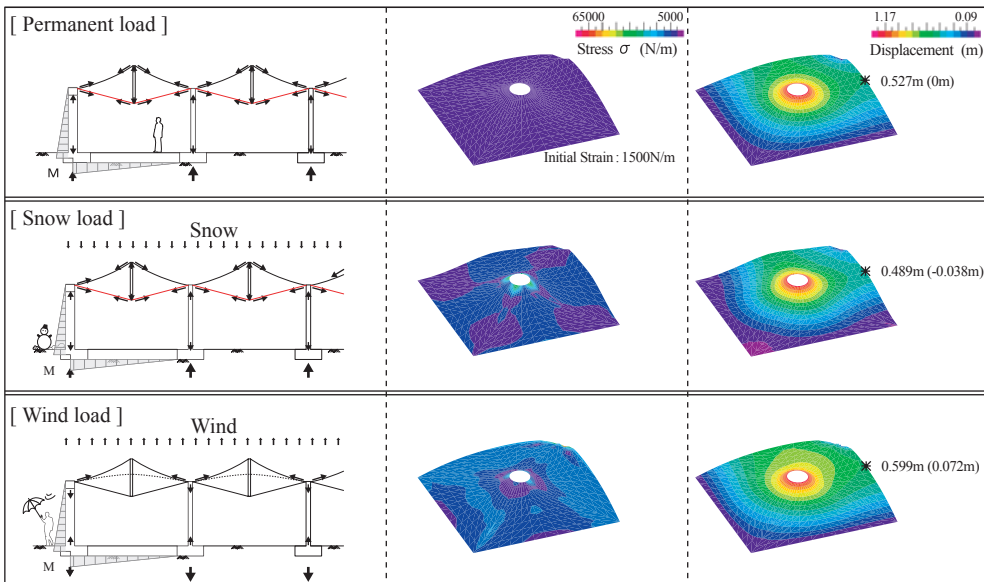 [ Permanent load ]
M
65000 5000
Stress σ (N/m)
Initial Strain : 1500N/m
1.17 0.09
Displacement (m)
0.527m (0m)
[ Snow load ]
Snow
M
0.489m (-0.038m)
[ Wind load ]
Wind
M
0.599m (0.072m)